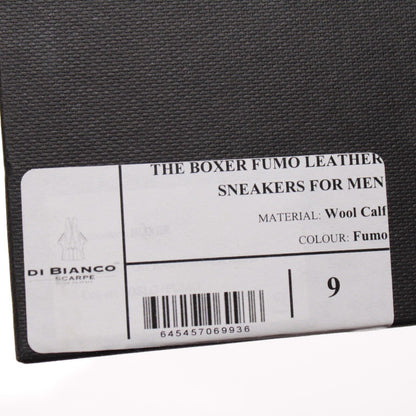 THE BOXER FUMO LEATHER
SNEAKERS FOR MEN
MATERIAL: Wool Calf
COLOUR: Fumo
DI BIANCO
SCARPE
9
645457069936